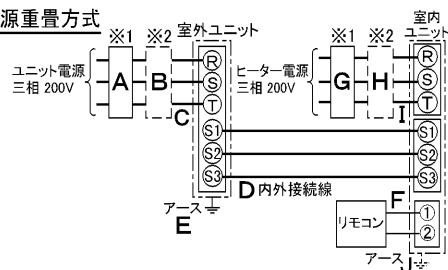 源重畳方式
※1 ※2 室外ユニット
ユニット電源
三相 200V
A B C
R
S
T
S1
S2
S3
アース
E
D 内外接続線
※1 ※2 室内
ユニット
ヒーター電源
三相 200V
G H I
R
S
T
S1
S2
S3
F
リモコン
①
②
アース
J